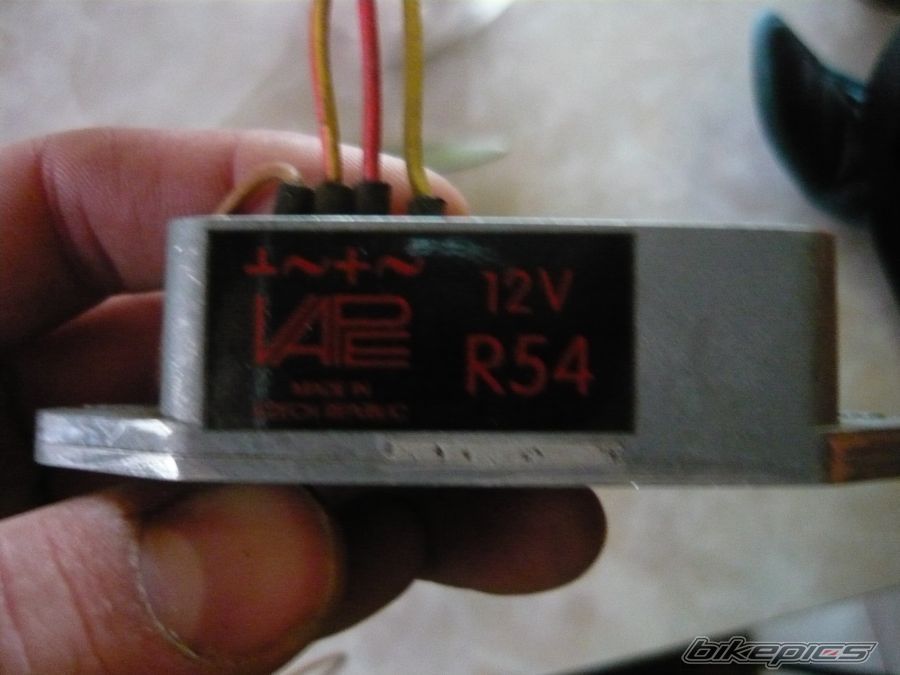 +~+~
VAPE
12V
R54
MADE IN
CZECH REPUBLIC
bikepics